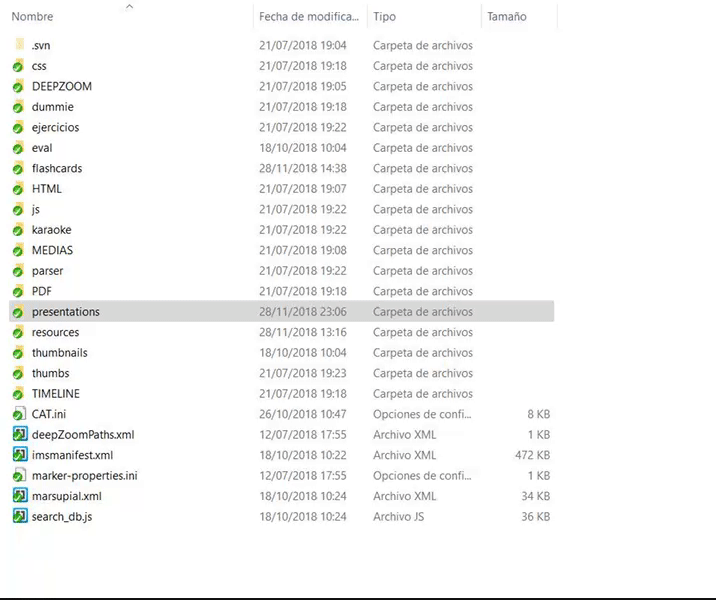 Nombre Fecha de modifica... Tipo Tamaño
.svn 21/07/2018 19:04 Carpeta de archivos
css 21/07/2018 19:18 Carpeta de archivos
DEEPZOOM 21/07/2018 19:05 Carpeta de archivos
dummie 21/07/2018 19:18 Carpeta de archivos
ejercicios 21/07/2018 19:22 Carpeta de archivos
eval 18/10/2018 10:04 Carpeta de archivos
flashcards 28/11/2018 14:38 Carpeta de archivos
HTML 21/07/2018 19:07 Carpeta de archivos
js 21/07/2018 19:22 Carpeta de archivos
karaoke 21/07/2018 19:22 Carpeta de archivos
MEDIAS 21/07/2018 19:08 Carpeta de archivos
parser 21/07/2018 19:22 Carpeta de archivos
PDF 21/07/2018 19:18 Carpeta de archivos
presentations 28/11/2018 23:06 Carpeta de archivos
resources 28/11/2018 13:16 Carpeta de archivos
thumbnails 18/10/2018 10:04 Carpeta de archivos
thumbs 21/07/2018 19:23 Carpeta de archivos
TIMELINE 21/07/2018 19:18 Carpeta de archivos
CAT.ini 26/10/2018 10:47 Opciones de confi... 8 KB
deepZoomPaths.xml 12/07/2018 17:55 Archivo XML 1 KB
imsmanifest.xml 18/10/2018 10:22 Archivo XML 472 KB
marker-properties.ini 12/07/2018 17:55 Opciones de confi... 1 KB
marsupial.xml 18/10/2018 10:24 Archivo XML 34 KB
search_db.js 18/10/2018 10:24 Archivo JS 36 KB